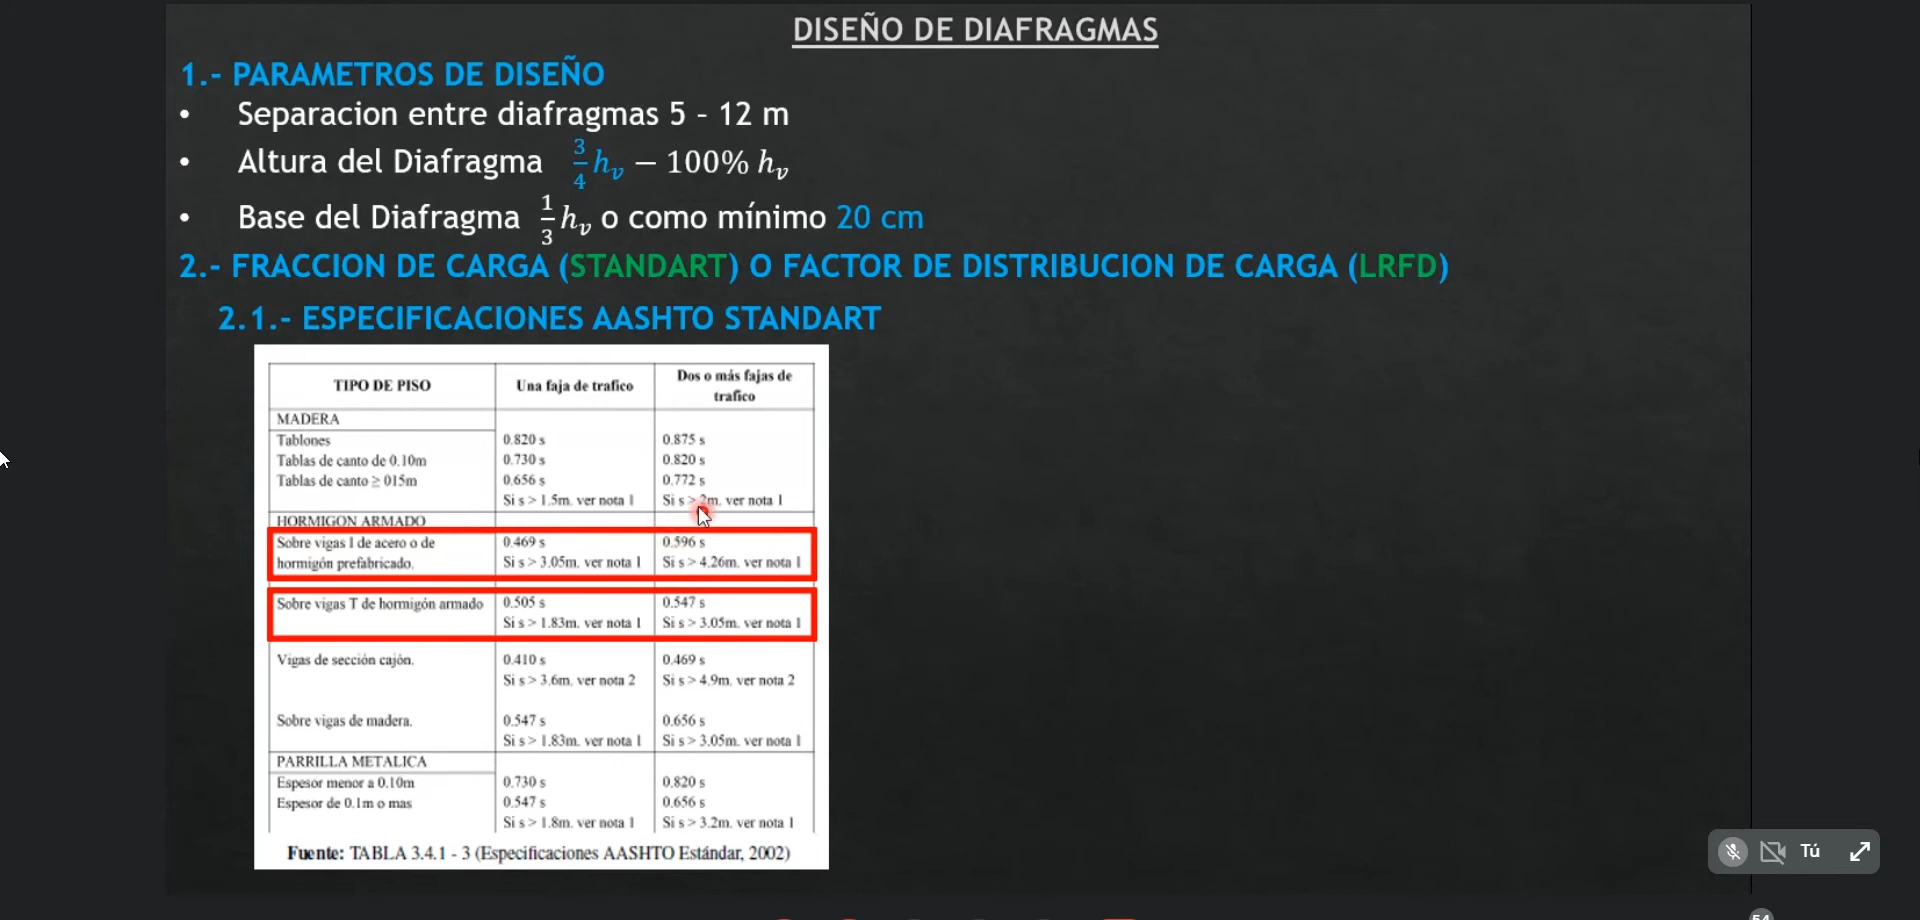 DISEÑO DE DIAFRAGMAS
1.- PARAMETROS DE DISEÑO
• Separacion entre diafragmas 5 - 12 m
• Altura del Diafragma 3/4 hᵥ − 100% hᵥ
• Base del Diafragma 1/3 hᵥ o como mínimo 20 cm
2.- FRACCION DE CARGA (STANDART) O FACTOR DE DISTRIBUCION DE CARGA (LRFD)
2.1.- ESPECIFICACIONES AASHTO STANDART
TIPO DE PISO Una faja de trafico Dos o más fajas de
trafico
MADERA
Tablones 0.820 s 0.875 s
Tablas de canto de 0.10m 0.730 s 0.820 s
Tablas de canto ≥ 015m 0.656 s 0.772 s
Si s > 1.5m. ver nota 1 Si s > 2m. ver nota 1
HORMIGON ARMADO
Sobre vigas I de acero o de 0.469 s 0.596 s
hormigón prefabricado. Si s > 3.05m. ver nota 1 Si s > 4.26m. ver nota 1
Sobre vigas T de hormigón armado 0.505 s 0.547 s
Si s > 1.83m. ver nota 1 Si s > 3.05m. ver nota 1
Vigas de sección cajón. 0.410 s 0.469 s
Si s > 3.6m. ver nota 2 Si s > 4.9m. ver nota 2
Sobre vigas de madera. 0.547 s 0.656 s
Si s > 1.83m. ver nota 1 Si s > 3.05m. ver nota 1
PARRILLA METALICA
Espesor menor a 0.10m 0.730 s 0.820 s
Espesor de 0.1m o mas 0.547 s 0.656 s
Si s > 1.8m. ver nota 1 Si s > 3.2m. ver nota 1
Fuente: TABLA 3.4.1 - 3 (Especificaciones AASHTO Estándar, 2002)
Tú